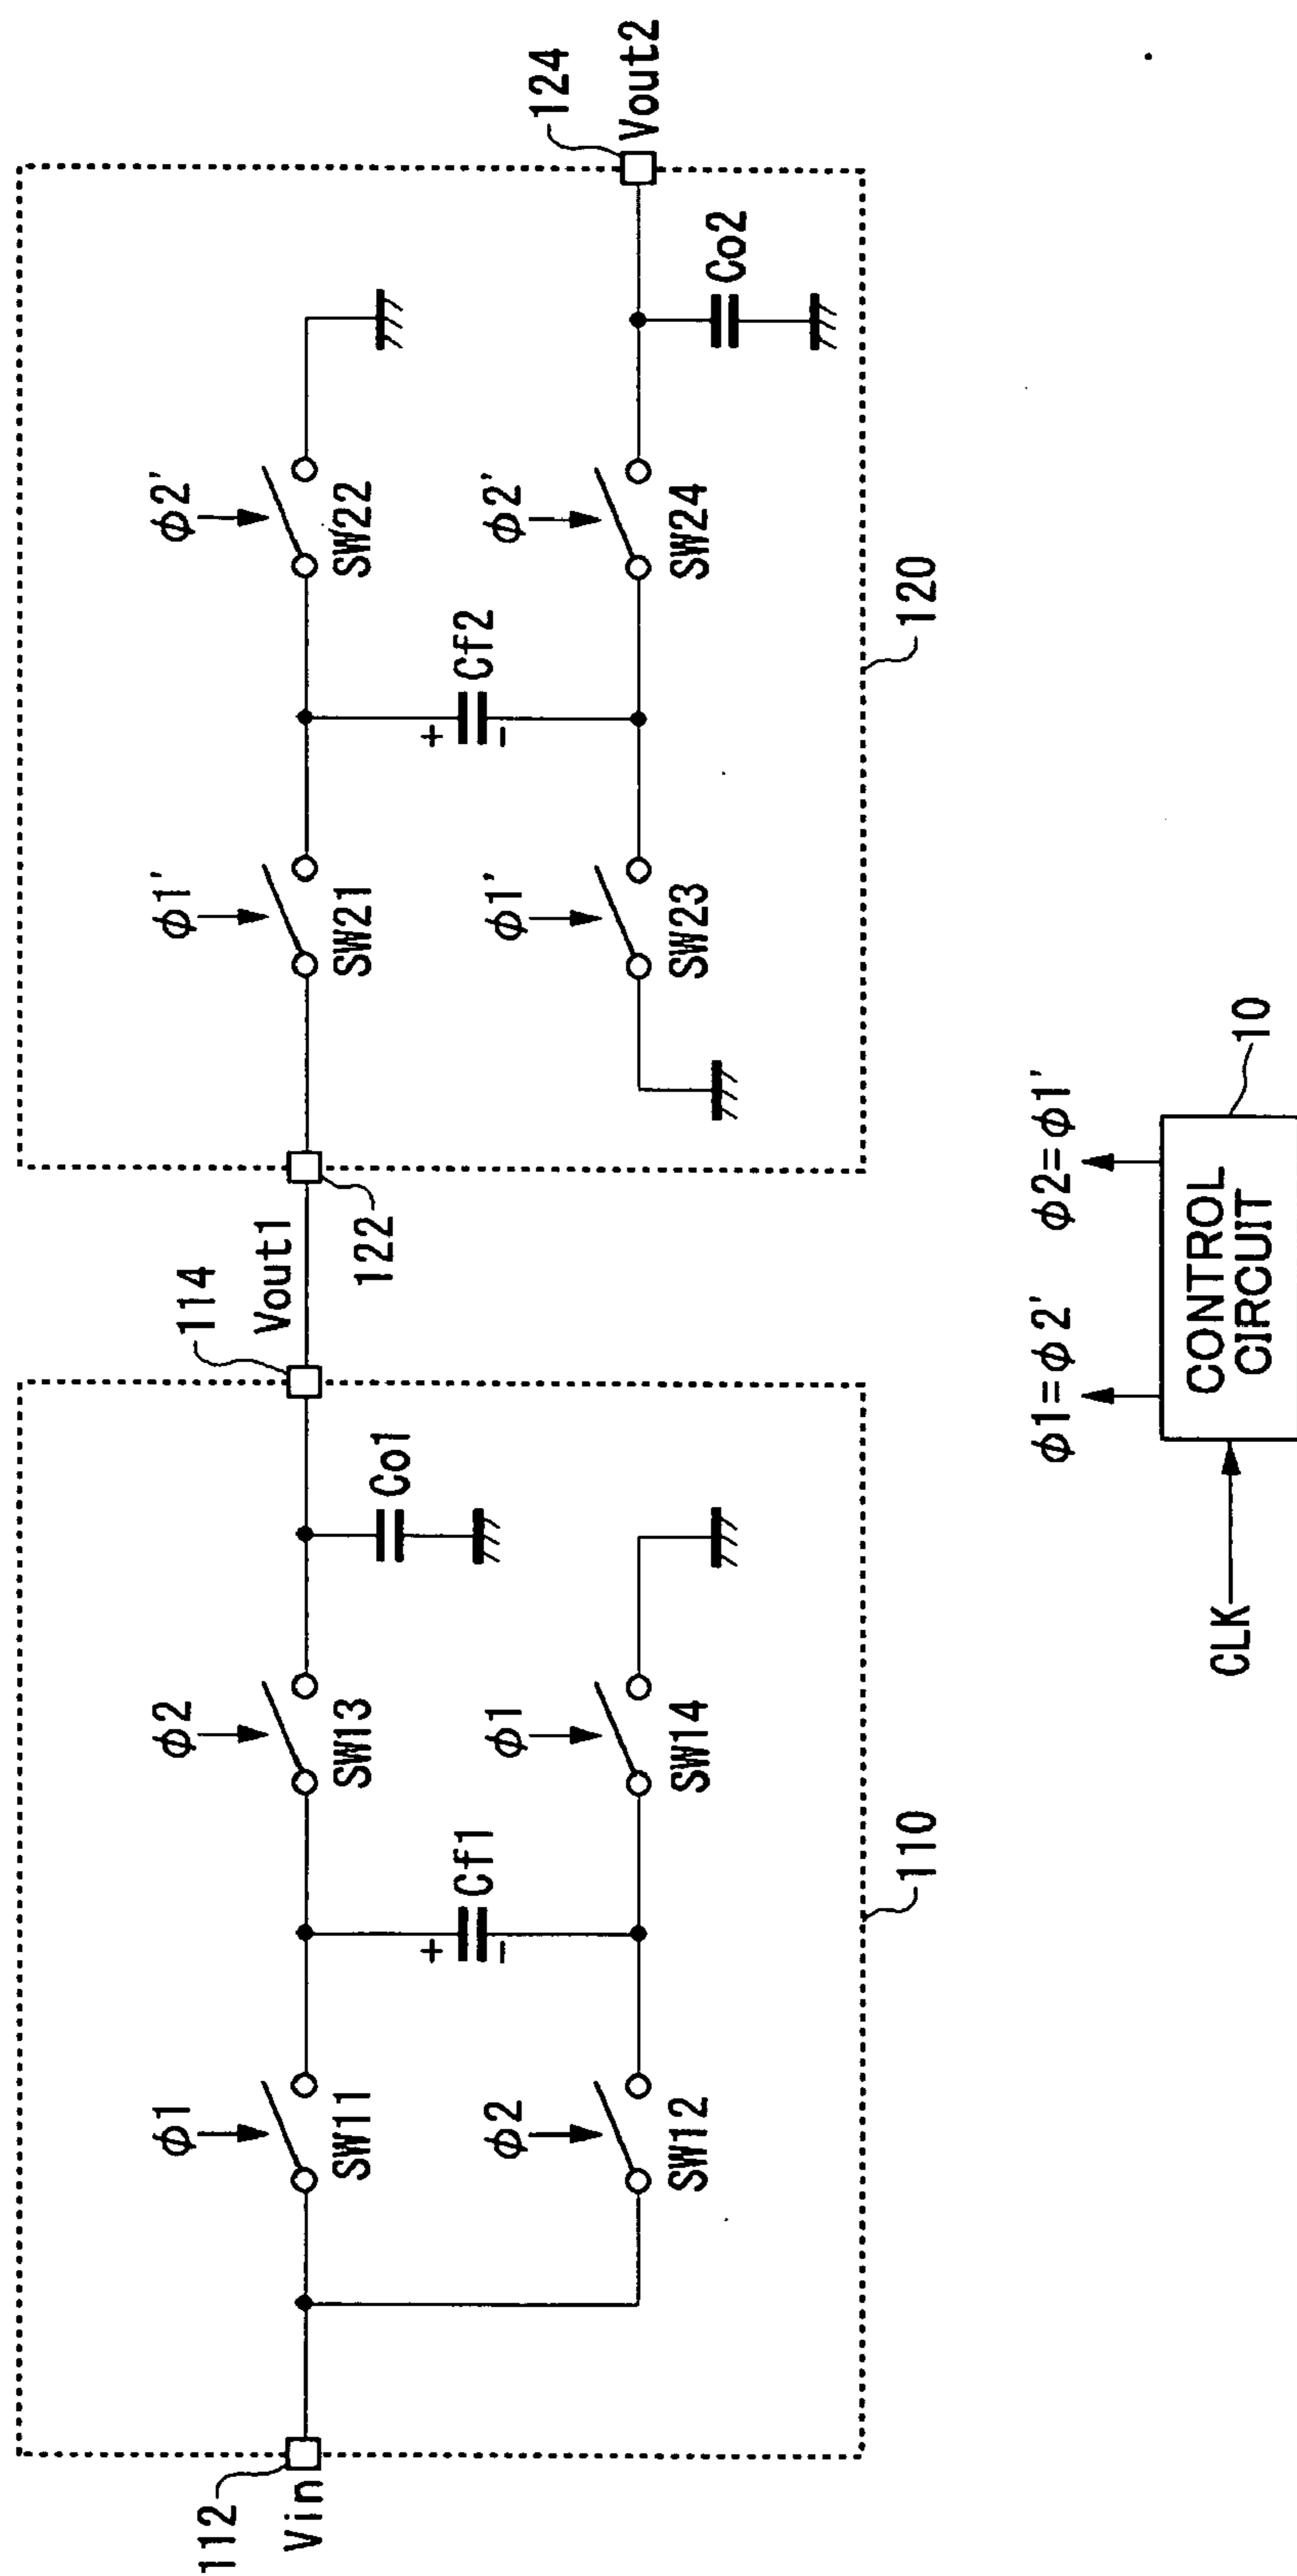 112
Vin
φ1
SW11
φ2
SW12
Cf1
+
-
φ2
SW13
φ1
SW14
Co1
110
114
Vout1
122
φ1'
SW21
φ1'
SW23
Cf2
+
-
φ2'
SW22
φ2'
SW24
Co2
124
Vout2
120
CLK
φ1=φ2'
φ2=φ1'
CONTROL
CIRCUIT
10